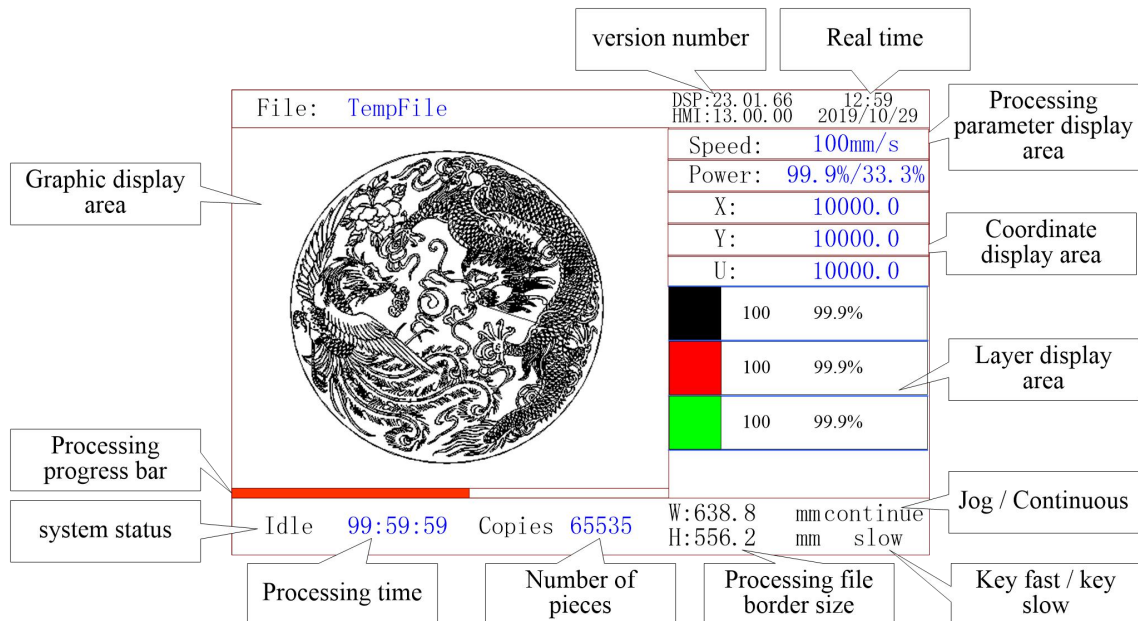 version number
Real time
File: TempFile
DSP:23.01.66
HMI:13.00.00
12:59
2019/10/29
Processing
parameter display
area
Speed: 100mm/s
Power: 99.9%/33.3%
Graphic display
area
X: 10000.0
Y: 10000.0
U: 10000.0
Coordinate
display area
100 99.9%
100 99.9%
100 99.9%
Layer display
area
Processing
progress bar
system status
Idle 99:59:59 Copies 65535
W:638.8 mm continue
H:556.2 mm slow
Jog / Continuous
Processing time
Number of
pieces
Processing file
border size
Key fast / key
slow